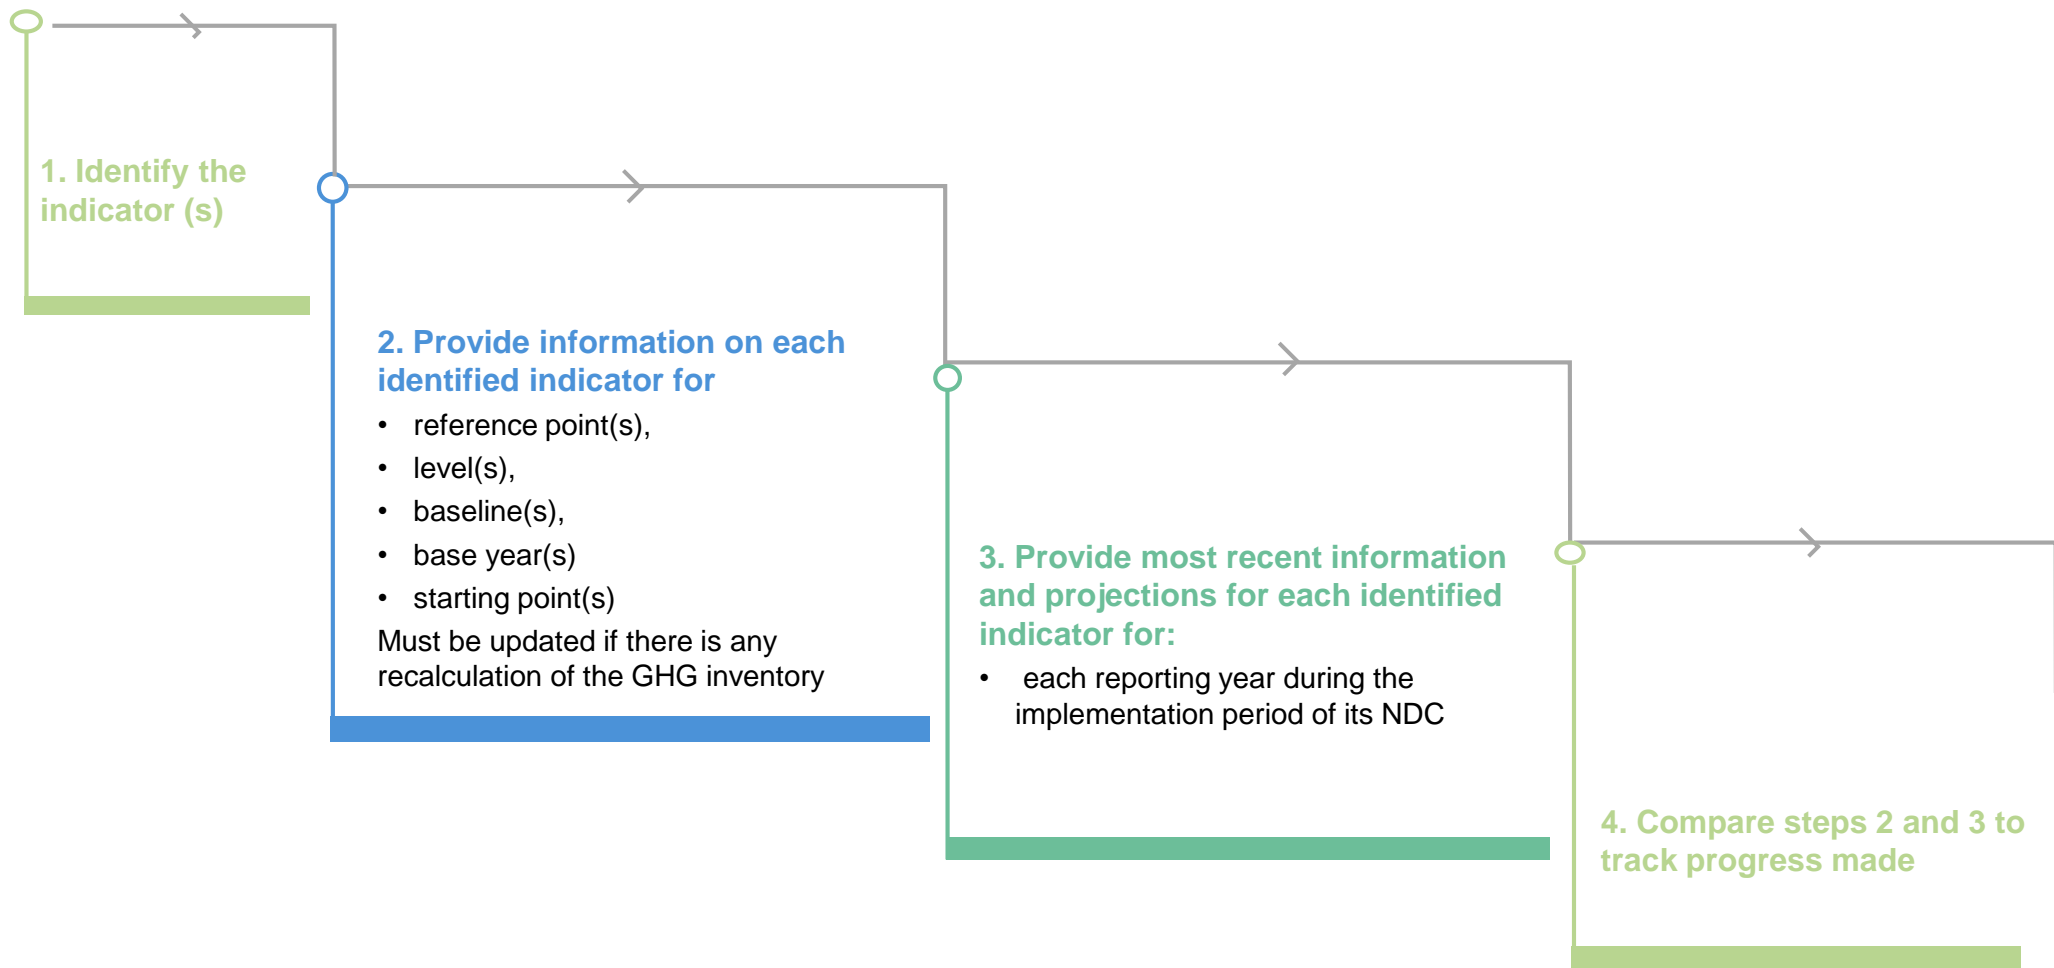 1. Identify the
indicator (s)
2. Provide information on each
identified indicator for
• reference point(s),
• level(s),
• baseline(s),
• base year(s)
• starting point(s)
Must be updated if there is any
recalculation of the GHG inventory
3. Provide most recent information
and projections for each identified
indicator for:
• each reporting year during the
implementation period of its NDC
4. Compare steps 2 and 3 to
track progress made